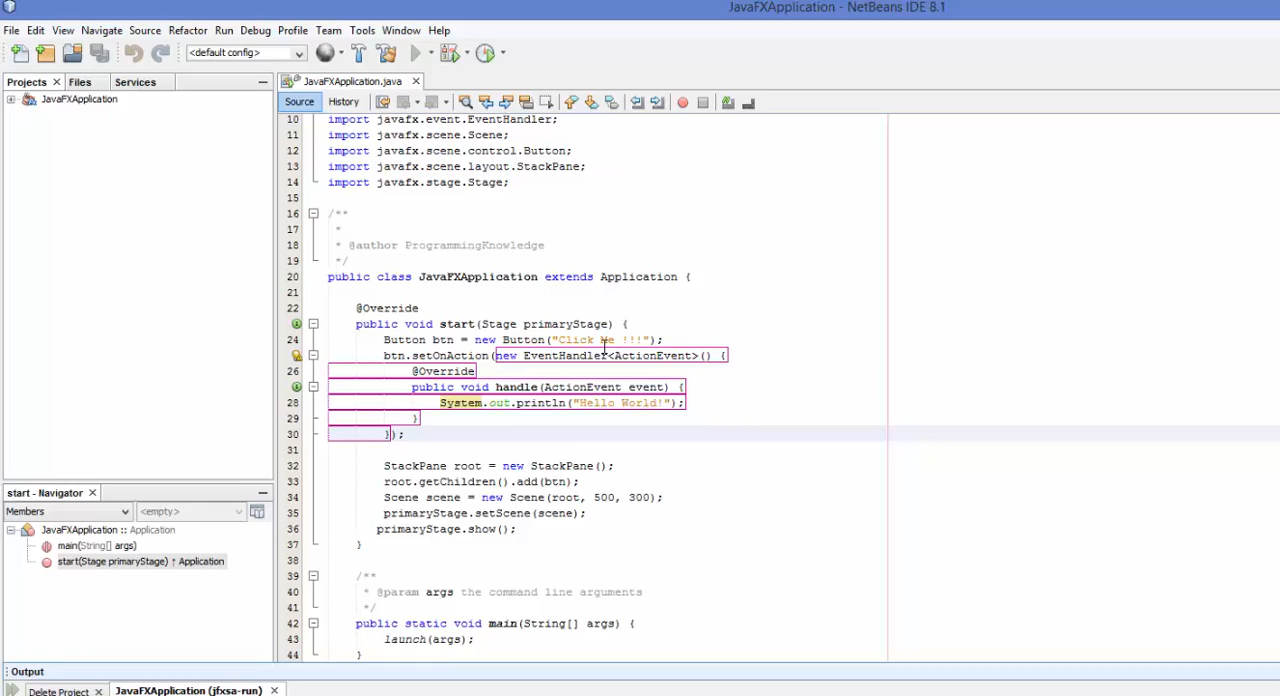 JavaFXApplication - NetBeans IDE 8.1
File Edit View Navigate Source Refactor Run Debug Profile Team Tools Window Help
<default config>
Projects Files Services
JavaFXApplication.java
JavaFXApplication
Source History
10 import javafx.event.EventHandler;
11 import javafx.scene.Scene;
12 import javafx.scene.control.Button;
13 import javafx.scene.layout.StackPane;
14 import javafx.stage.Stage;
15
16 /**
17 *
18 * @author ProgrammingKnowledge
19 */
20 public class JavaFXApplication extends Application {
21
22 @Override
public void start(Stage primaryStage) {
24 Button btn = new Button("Click Me !!!");
btn.setOnAction(new EventHandler<ActionEvent>() {
26 @Override
public void handle(ActionEvent event) {
28 System.out.println("Hello World!");
29 }
30 });
31
32 StackPane root = new StackPane();
33 root.getChildren().add(btn);
34 Scene scene = new Scene(root, 500, 300);
35 primaryStage.setScene(scene);
36 primaryStage.show();
37 }
38
39 /**
40 * @param args the command line arguments
41 */
42 public static void main(String[] args) {
43 launch(args);
44 }
start - Navigator
Members <empty>
JavaFXApplication :: Application
main(String[] args)
start(Stage primaryStage) ↑ Application
Output
Delete Project JavaFXApplication (jfxsa-run)